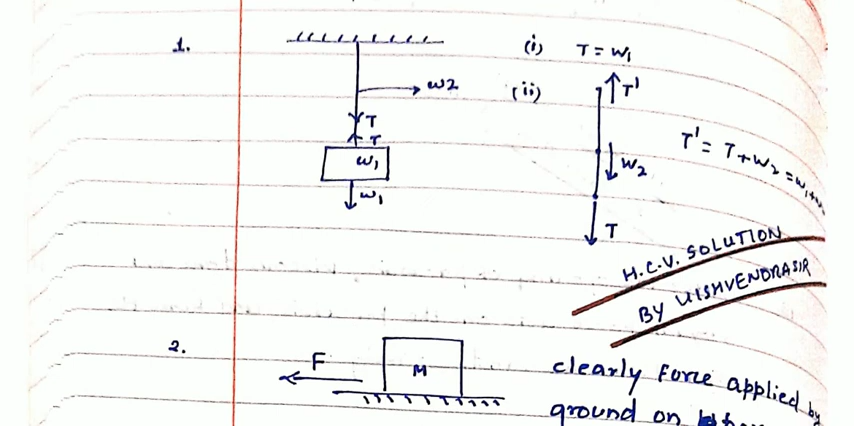 1.
(i) T = W1
w2
(ii)
T'
T
T
W1
W2
T' = T + W2 = W1 +
W1
T
H.C.V. SOLUTION
BY VISHVENDRA SIR
2.
F
M
clearly Force applied by
ground on